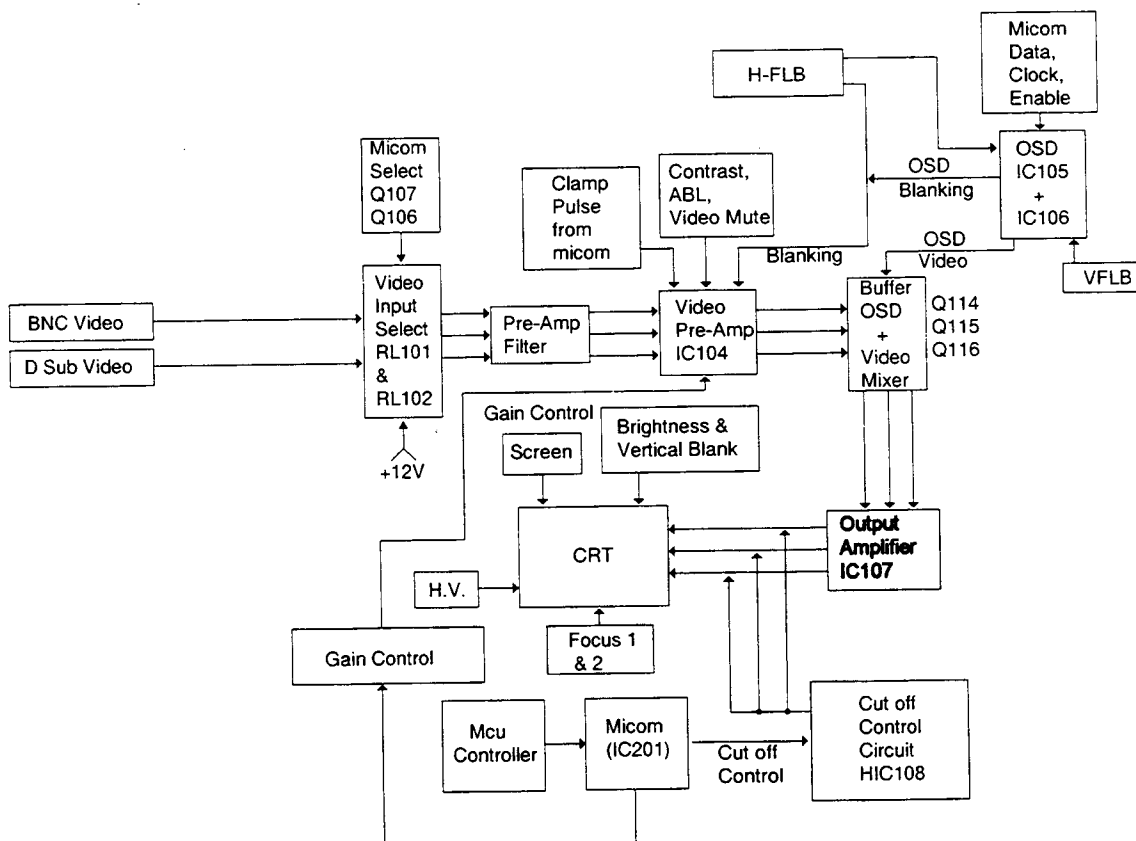 Micom
Data,
Clock,
Enable
H-FLB
OSD
IC105
+
IC106
Micom
Select
Q107
Q106
Clamp
Pulse
from
micom
Contrast,
ABL,
Video Mute
OSD
Blanking
Blanking
OSD
Video
VFLB
BNC Video
D Sub Video
Video
Input
Select
RL101
&
RL102
+12V
Pre-Amp
Filter
Video
Pre-Amp
IC104
Buffer
OSD
+
Video
Mixer
Q114
Q115
Q116
Gain Control
Screen
Brightness &
Vertical Blank
CRT
Output
Amplifier
IC107
H.V.
Focus 1
& 2
Gain Control
Mcu
Controller
Micom
(IC201)
Cut off
Control
Cut off
Control
Circuit
HIC108